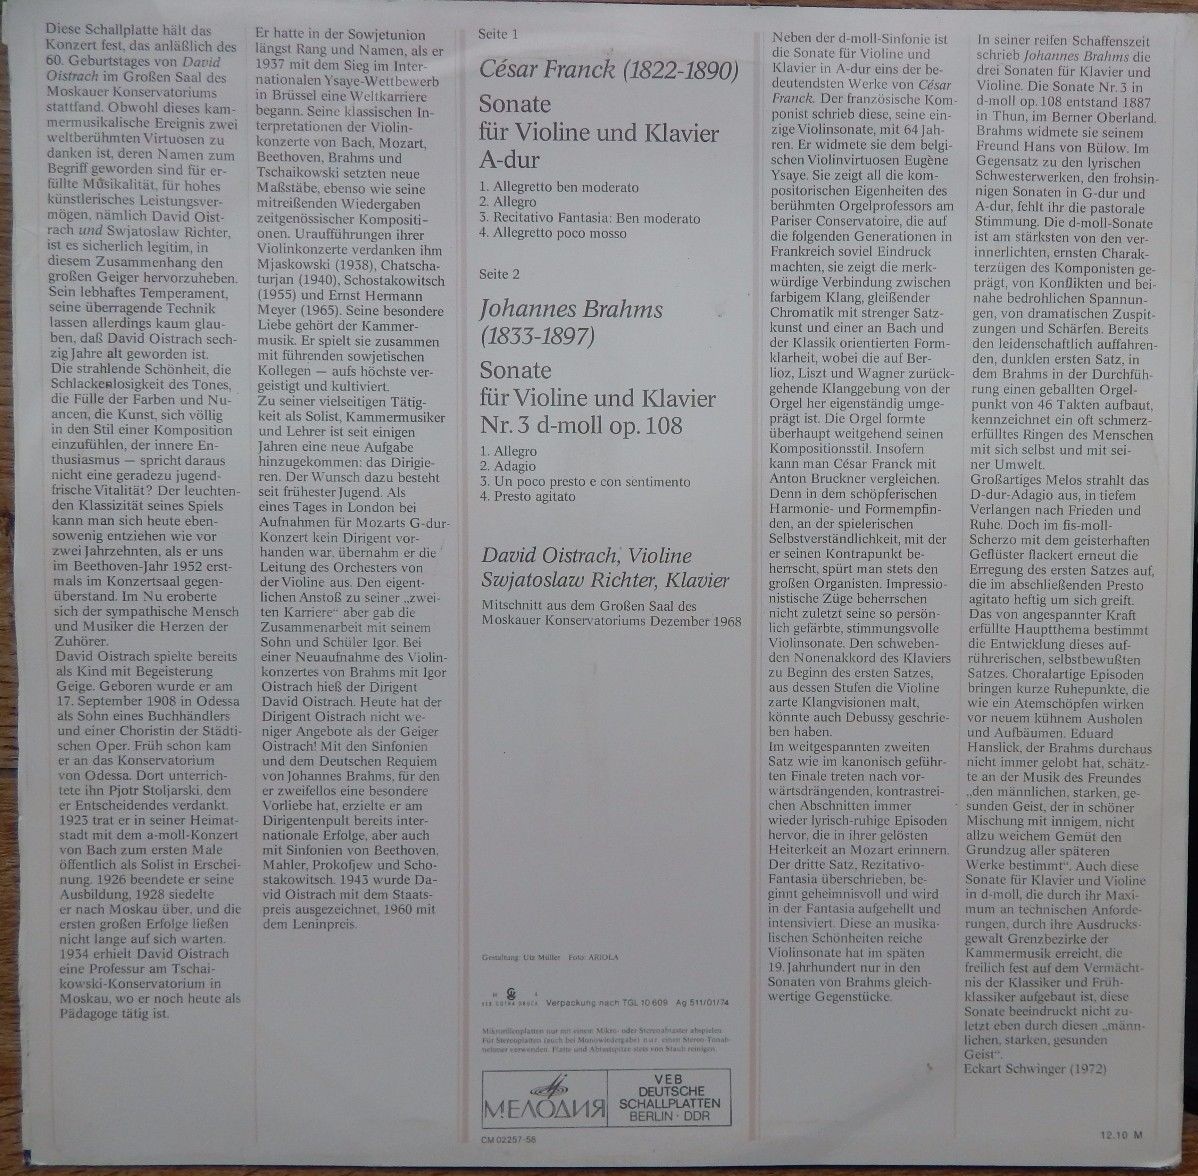 Diese Schallplatte hält das
Konzert fest, das anläßlich des
60. Geburtstages von David
Oistrach im Großen Saal des
Moskauer Konservatoriums
stattfand. Obwohl dieses kam-
mermusikalische Ereignis zwei
weltberühmten Virtuosen zu
danken ist, deren Namen zum
Begriff geworden sind für er-
füllte Musikalität, für hohes
künstlerisches Leistungsver-
mögen, nämlich David Oist-
rach und Swjatoslaw Richter,
ist es sicherlich legitim, in
diesem Zusammenhang den
großen Geiger hervorzuheben.
Sein lebhaftes Temperament,
seine überragende Technik
lassen allerdings kaum glau-
ben, daß David Oistrach sech-
zig Jahre alt geworden ist.
Die strahlende Schönheit, die
Schlackenlosigkeit des Tones,
die Fülle der Farben und Nu-
ancen, die Kunst, sich völlig
in den Stil einer Komposition
einzufühlen, der innere En-
thusiasmus — spricht daraus
nicht eine geradezu jugend-
frische Vitalität? Der leuchten-
den Klassizität seines Spiels
kann man sich heute eben-
sowenig entziehen wie vor
zwei Jahrzehnten, als er uns
im Beethoven-Jahr 1952 erst-
mals im Konzertsaal gegen-
überstand. Im Nu eroberte
sich der sympathische Mensch
und Musiker die Herzen der
Zuhörer.
David Oistrach spielte bereits
als Kind mit Begeisterung
Geige. Geboren wurde er am
17. September 1908 in Odessa
als Sohn eines Buchhändlers
und einer Choristin der Städti-
schen Oper. Früh schon kam
er an das Konservatorium
von Odessa. Dort unterrich-
tete ihn Pjotr Stoljarski, dem
er Entscheidendes verdankt.
1923 trat er in seiner Heimat-
stadt mit dem a-moll-Konzert
von Bach zum ersten Male
öffentlich als Solist in Erschei-
nung. 1926 beendete er seine
Ausbildung, 1928 siedelte
er nach Moskau über, und die
ersten großen Erfolge ließen
nicht lange auf sich warten.
1934 erhielt David Oistrach
eine Professur am Tschai-
kowski-Konservatorium in
Moskau, wo er noch heute als
Pädagoge tätig ist.
Er hatte in der Sowjetunion
längst Rang und Namen, als er
1937 mit dem Sieg im Inter-
nationalen Ysaye-Wettbewerb
in Brüssel eine Weltkarriere
begann. Seine klassischen In-
terpretationen der Violin-
konzerte von Bach, Mozart,
Beethoven, Brahms und
Tschaikowski setzten neue
Maßstäbe, ebenso wie seine
mitreißenden Wiedergaben
zeitgenössischer Kompositi-
onen. Uraufführungen ihrer
Violinkonzerte verdanken ihm
Mjaskowski (1938), Chatscha-
turjan (1940), Schostakowitsch
(1955) und Ernst Hermann
Meyer (1965). Seine besondere
Liebe gehört der Kammer-
musik. Er spielt sie zusammen
mit führenden sowjetischen
Kollegen — aufs höchste ver-
geistigt und kultiviert.
Zu seiner vielseitigen Tätig-
keit als Solist, Kammermusiker
und Lehrer ist seit einigen
Jahren eine neue Aufgabe
hinzugekommen: das Dirigie-
ren. Der Wunsch dazu besteht
seit frühester Jugend. Als
eines Tages in London bei
Aufnahmen für Mozarts G-dur-
Konzert kein Dirigent vor-
handen war, übernahm er die
Leitung des Orchesters von
der Violine aus. Den eigent-
lichen Anstoß zu seiner „zwei-
ten Karriere“ aber gab die
Zusammenarbeit mit seinem
Sohn und Schüler Igor. Bei
einer Neuaufnahme des Violin-
konzertes von Brahms mit Igor
Oistrach hieß der Dirigent
David Oistrach. Heute hat der
Dirigent Oistrach nicht we-
niger Angebote als der Geiger
Oistrach! Mit den Sinfonien
und dem Deutschen Requiem
von Johannes Brahms, für den
er zweifellos eine besondere
Vorliebe hat, erzielte er am
Dirigentenpult bereits inter-
nationale Erfolge, aber auch
mit Sinfonien von Beethoven,
Mahler, Prokofjew und Scho-
stakowitsch. 1943 wurde Da-
vid Oistrach mit dem Staats-
preis ausgezeichnet, 1960 mit
dem Leninpreis.
Seite 1
César Franck (1822-1890)
Sonate
für Violine und Klavier
A-dur
1. Allegretto ben moderato
2. Allegro
3. Recitativo Fantasia: Ben moderato
4. Allegretto poco mosso
Seite 2
Johannes Brahms
(1833-1897)
Sonate
für Violine und Klavier
Nr. 3 d-moll op. 108
1. Allegro
2. Adagio
3. Un poco presto e con sentimento
4. Presto agitato
David Oistrach, Violine
Swjatoslaw Richter, Klavier
Mitschnitt aus dem Großen Saal des
Moskauer Konservatoriums Dezember 1968
Gestaltung: Utz Müller Foto: ARIOLA
VEB GOTHA DRUCK Verpackung nach TGL 10 609 Ag 511/01/74
Mikrorillenplatten nur mit einem Mikro- oder Stereoabtaster abspielen.
Für Stereoplatten (auch bei Monowiedergabe) nur einen Stereo-Tonab-
nehmer verwenden. Platte und Abtastspitze stets von Staub reinigen.
МЕЛОДИЯ
VEB
DEUTSCHE
SCHALLPLATTEN
BERLIN · DDR
CM 02257-58
Neben der d-moll-Sinfonie ist
die Sonate für Violine und
Klavier in A-dur eins der be-
deutendsten Werke von César
Franck. Der französische Kom-
ponist schrieb diese, seine ein-
zige Violinsonate, mit 64 Jah-
ren. Er widmete sie dem belgi-
schen Violinvirtuosen Eugène
Ysaye. Sie zeigt all die kom-
positorischen Eigenheiten des
berühmten Orgelprofessors am
Pariser Conservatoire, die auf
die folgenden Generationen in
Frankreich soviel Eindruck
machten, sie zeigt die merk-
würdige Verbindung zwischen
farbigem Klang, gleißender
Chromatik mit strenger Satz-
kunst und einer an Bach und
der Klassik orientierten Form-
klarheit, wobei die auf Ber-
lioz, Liszt und Wagner zurück-
gehende Klanggebung von der
Orgel her eigenständig umge-
prägt ist. Die Orgel formte
überhaupt weitgehend seinen
Kompositionsstil. Insofern
kann man César Franck mit
Anton Bruckner vergleichen.
Denn in dem schöpferischen
Harmonie- und Formempfin-
den, an der spielerischen
Selbstverständlichkeit, mit der
er seinen Kontrapunkt be-
herrscht, spürt man stets den
großen Organisten. Impressio-
nistische Züge beherrschen
nicht zuletzt seine so persön-
lich gefärbte, stimmungsvolle
Violinsonate. Den schweben-
den Nonenakkord des Klaviers
zu Beginn des ersten Satzes,
aus dessen Stufen die Violine
zarte Klangvisionen malt,
könnte auch Debussy geschrie-
ben haben.
Im weitgespannten zweiten
Satz wie im kanonisch geführ-
ten Finale treten nach vor-
wärtsdrängenden, kontrastrei-
chen Abschnitten immer
wieder lyrisch-ruhige Episoden
hervor, die in ihrer gelösten
Heiterkeit an Mozart erinnern.
Der dritte Satz, Rezitativo-
Fantasia überschrieben, be-
ginnt geheimnisvoll und wird
in der Fantasia aufgehellt und
intensiviert. Diese an musika-
lischen Schönheiten reiche
Violinsonate hat im späten
19. Jahrhundert nur in den
Sonaten von Brahms gleich-
wertige Gegenstücke.
In seiner reifen Schaffenszeit
schrieb Johannes Brahms die
drei Sonaten für Klavier und
Violine. Die Sonate Nr. 3 in
d-moll op. 108 entstand 1887
in Thun, im Berner Oberland.
Brahms widmete sie seinem
Freund Hans von Bülow. Im
Gegensatz zu den lyrischen
Schwesterwerken, den frohsin-
nigen Sonaten in G-dur und
A-dur, fehlt ihr die pastorale
Stimmung. Die d-moll-Sonate
ist am stärksten von den ver-
innerlichten, ernsten Charak-
terzügen des Komponisten ge-
prägt, von Konflikten und bei-
nahe bedrohlichen Spannun-
gen, von dramatischen Zuspit-
zungen und Schärfen. Bereits
den leidenschaftlich auffahren-
den, dunklen ersten Satz, in
dem Brahms in der Durchfüh-
rung einen geballten Orgel-
punkt von 46 Takten aufbaut,
kennzeichnet ein oft schmerz-
erfülltes Ringen des Menschen
mit sich selbst und mit sei-
ner Umwelt.
Großartiges Melos strahlt das
D-dur-Adagio aus, in tiefem
Verlangen nach Frieden und
Ruhe. Doch im fis-moll-
Scherzo mit dem geisterhaften
Geflüster flackert erneut die
Erregung des ersten Satzes auf,
die im abschließenden Presto
agitato heftig um sich greift.
Das von angespannter Kraft
erfüllte Hauptthema bestimmt
die Entwicklung dieses auf-
rührerischen, selbstbewußten
Satzes. Choralartige Episoden
bringen kurze Ruhepunkte, die
wie ein Atemschöpfen wirken
vor neuem kühnem Ausholen
und Aufbäumen. Eduard
Hanslick, der Brahms durchaus
nicht immer gelobt hat, schätz-
te an der Musik des Freundes
„den männlichen, starken, ge-
sunden Geist, der in schöner
Mischung mit innigem, nicht
allzu weichem Gemüt den
Grundzug aller späteren
Werke bestimmt“. Auch diese
Sonate für Klavier und Violine
in d-moll, die durch ihr Maxi-
mum an technischen Anforde-
rungen, durch ihre Ausdrucks-
gewalt Grenzbezirke der
Kammermusik erreicht, die
freilich fest auf dem Vermächt-
nis der Klassiker und Früh-
klassiker aufgebaut ist, diese
Sonate beeindruckt nicht zu-
letzt eben durch diesen „männ-
lichen, starken, gesunden
Geist“.
Eckart Schwinger (1972)
12.10 M